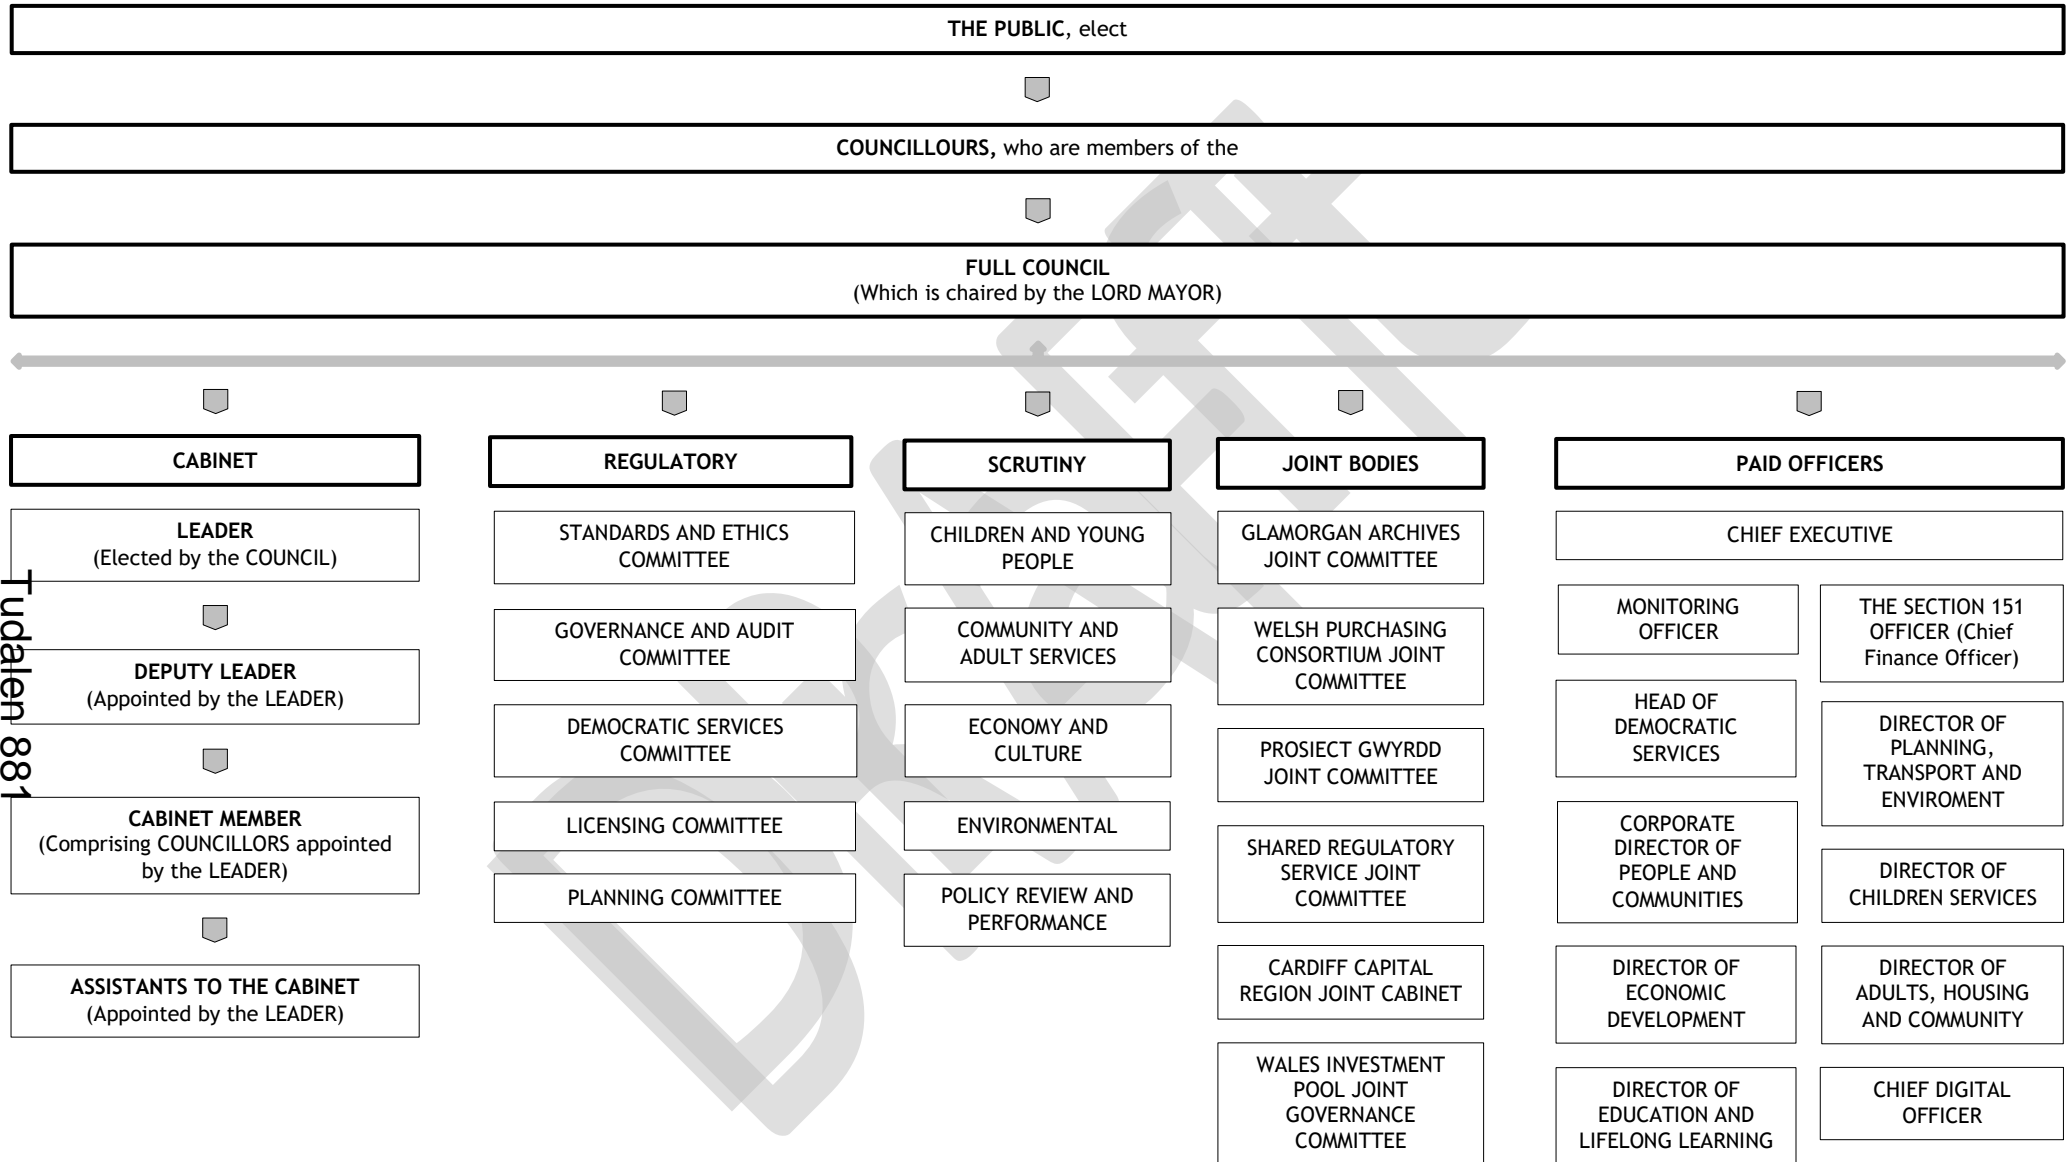 THE PUBLIC, elect
COUNCILLOURS, who are members of the
FULL COUNCIL
(Which is chaired by the LORD MAYOR)
CABINET
LEADER
(Elected by the COUNCIL)
DEPUTY LEADER
(Appointed by the LEADER)
CABINET MEMBER
(Comprising COUNCILLORS appointed
by the LEADER)
ASSISTANTS TO THE CABINET
(Appointed by the LEADER)
REGULATORY
STANDARDS AND ETHICS
COMMITTEE
GOVERNANCE AND AUDIT
COMMITTEE
DEMOCRATIC SERVICES
COMMITTEE
LICENSING COMMITTEE
PLANNING COMMITTEE
SCRUTINY
CHILDREN AND YOUNG
PEOPLE
COMMUNITY AND
ADULT SERVICES
ECONOMY AND
CULTURE
ENVIRONMENTAL
POLICY REVIEW AND
PERFORMANCE
JOINT BODIES
GLAMORGAN ARCHIVES
JOINT COMMITTEE
WELSH PURCHASING
CONSORTIUM JOINT
COMMITTEE
PROSIECT GWYRDD
JOINT COMMITTEE
SHARED REGULATORY
SERVICE JOINT
COMMITTEE
CARDIFF CAPITAL
REGION JOINT CABINET
WALES INVESTMENT
POOL JOINT
GOVERNANCE
COMMITTEE
PAID OFFICERS
CHIEF EXECUTIVE
MONITORING
OFFICER
THE SECTION 151
OFFICER (Chief
Finance Officer)
HEAD OF
DEMOCRATIC
SERVICES
DIRECTOR OF
PLANNING,
TRANSPORT AND
ENVIROMENT
CORPORATE
DIRECTOR OF
PEOPLE AND
COMMUNITIES
DIRECTOR OF
CHILDREN SERVICES
DIRECTOR OF
ECONOMIC
DEVELOPMENT
DIRECTOR OF
ADULTS, HOUSING
AND COMMUNITY
DIRECTOR OF
EDUCATION AND
LIFELONG LEARNING
CHIEF DIGITAL
OFFICER
Tudalen 881